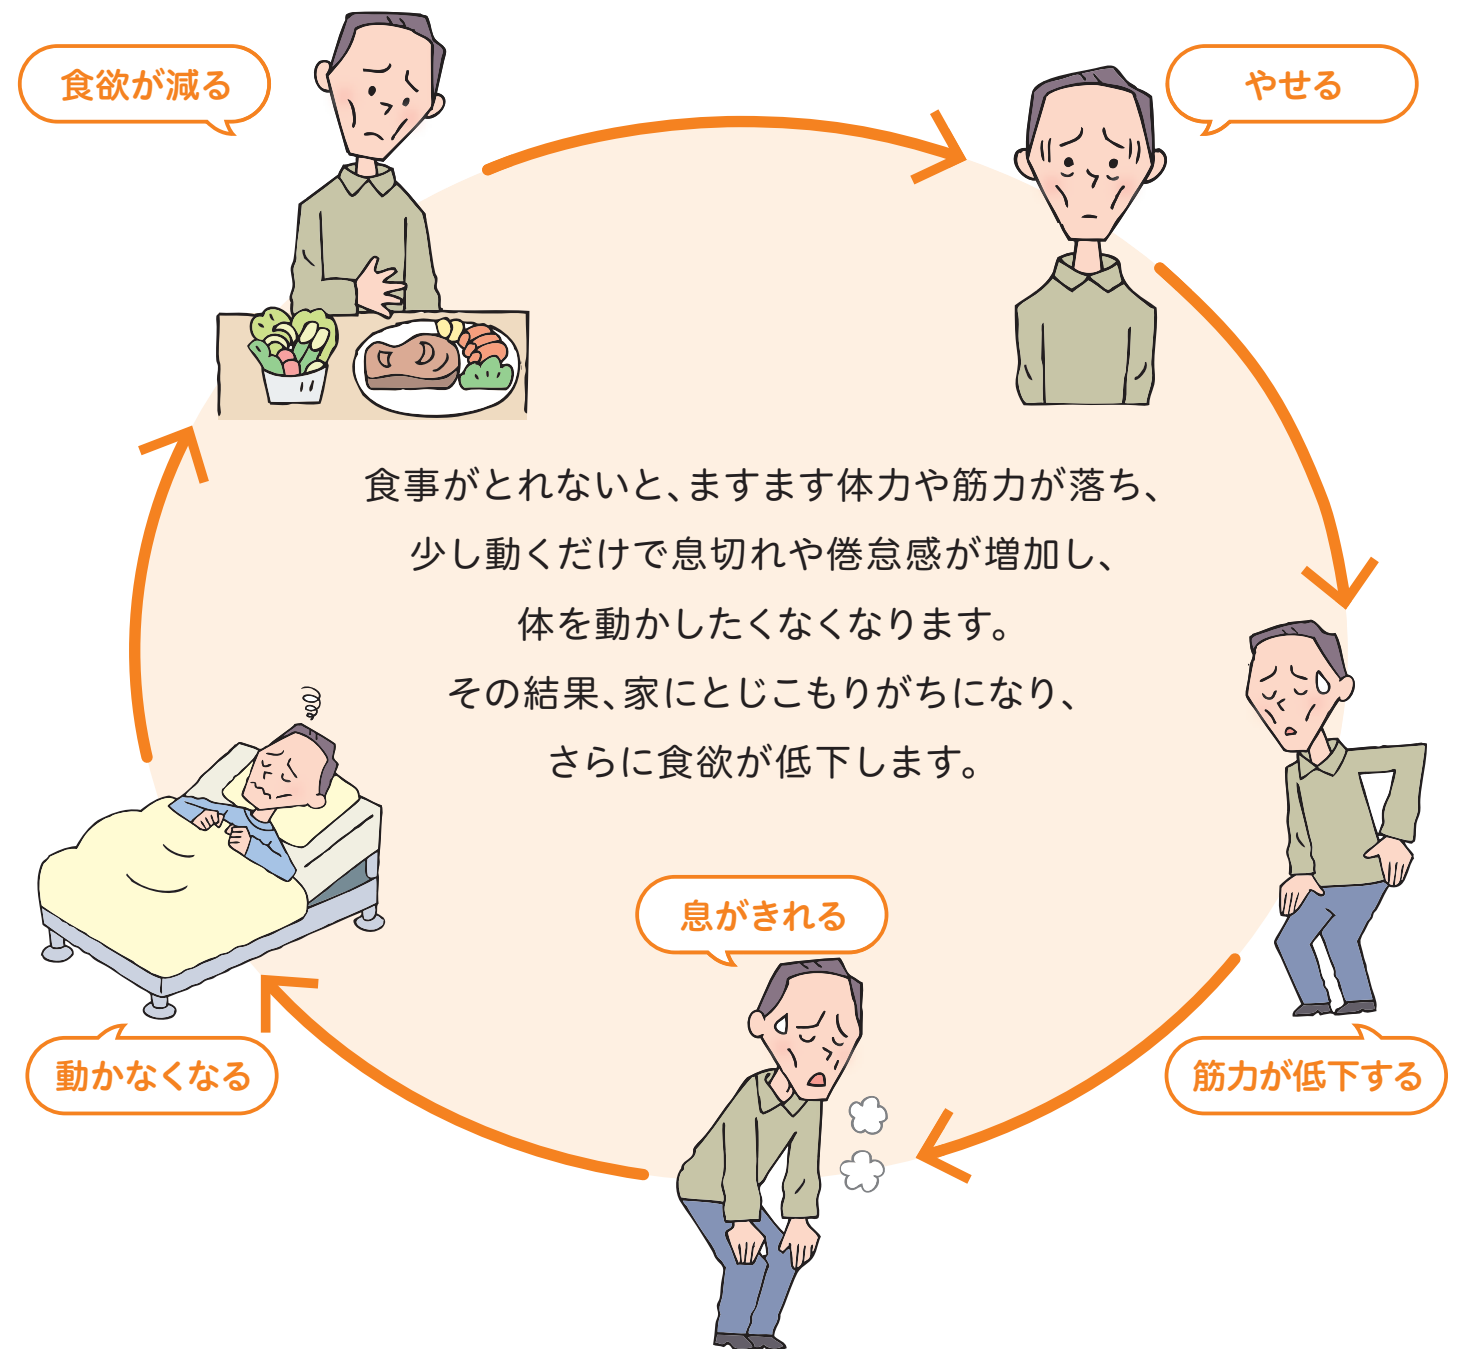 食欲が減る
やせる
食事がとれないと、ますます体力や筋力が落ち、
少し動くだけで息切れや倦怠感が増加し、
体を動かしたくなくなります。
その結果、家にとじこもりがちになり、
さらに食欲が低下します。
息がきれる
動かなくなる
筋力が低下する